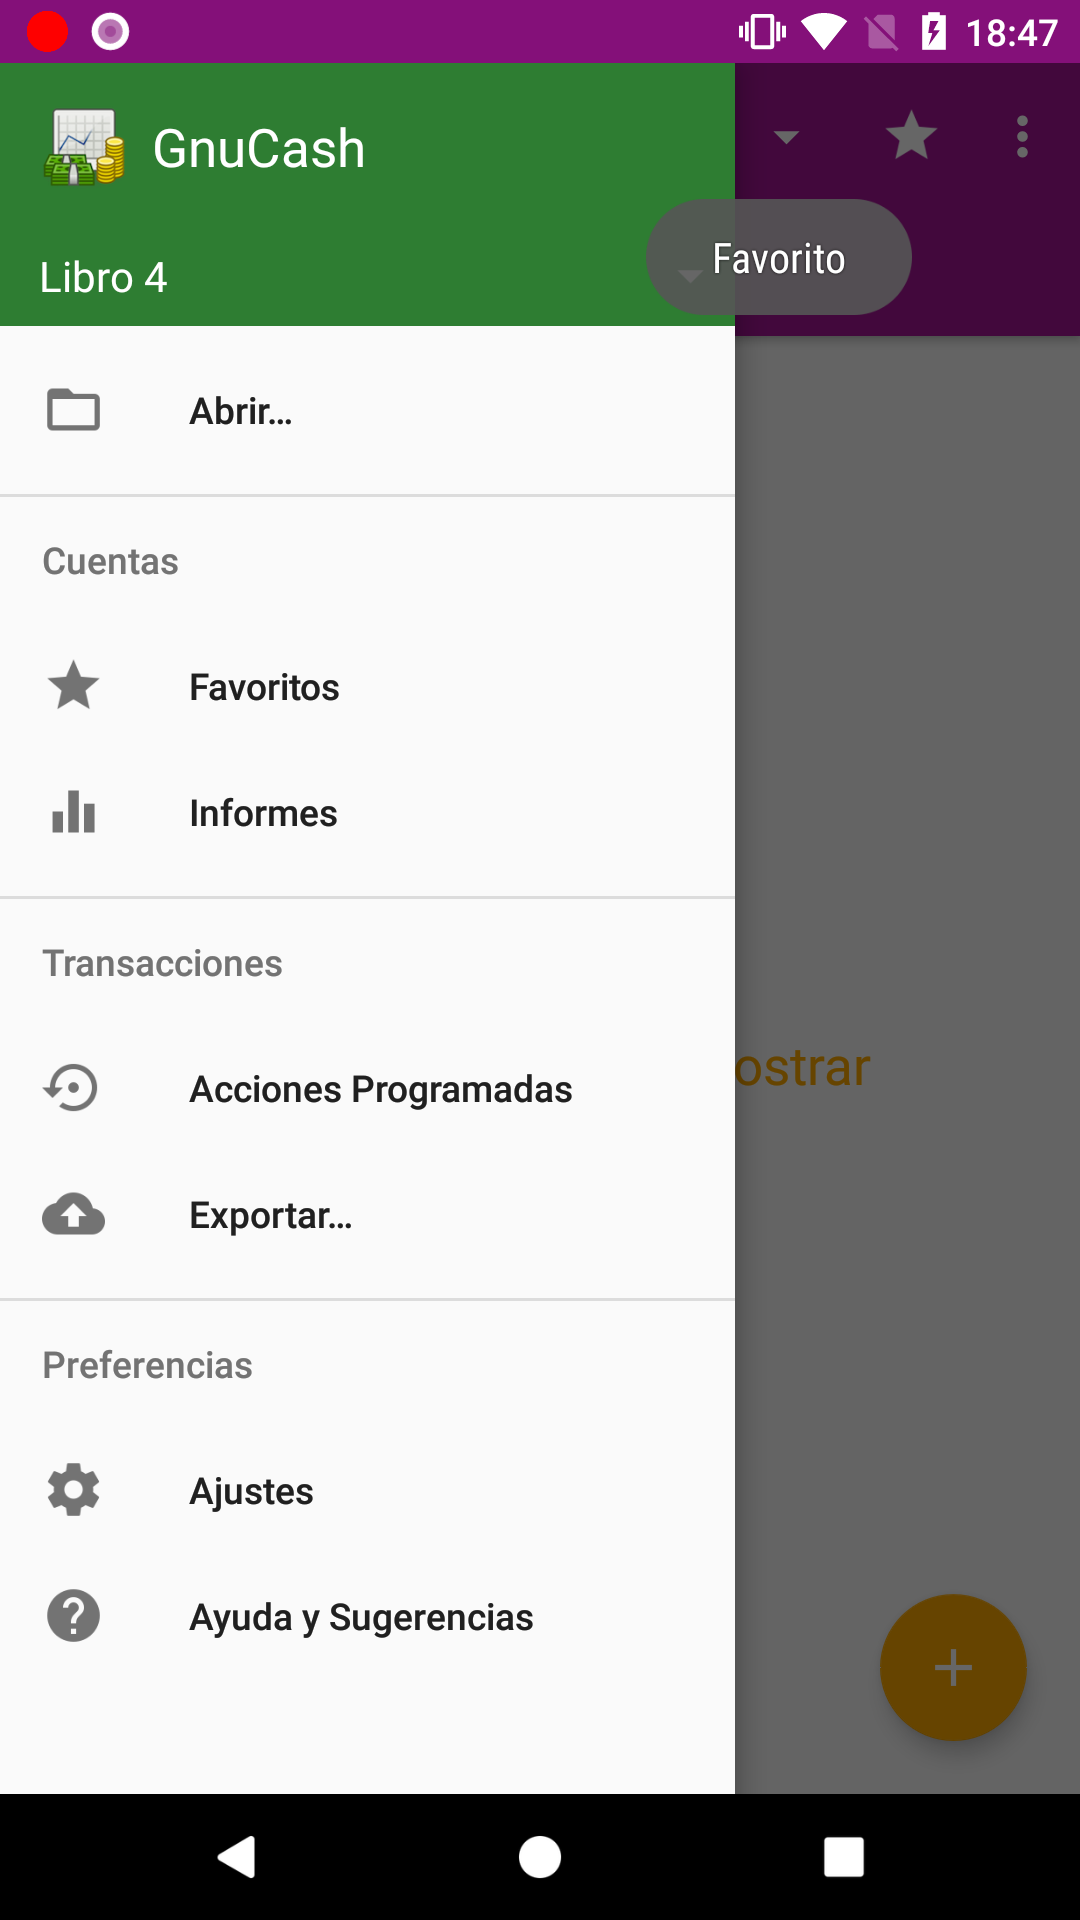 18:47
GnuCash
Libro 4
Favorito
Abrir...
Cuentas
Favoritos
Informes
Transacciones
ostrar
Acciones Programadas
Exportar...
Preferencias
Ajustes
Ayuda y Sugerencias